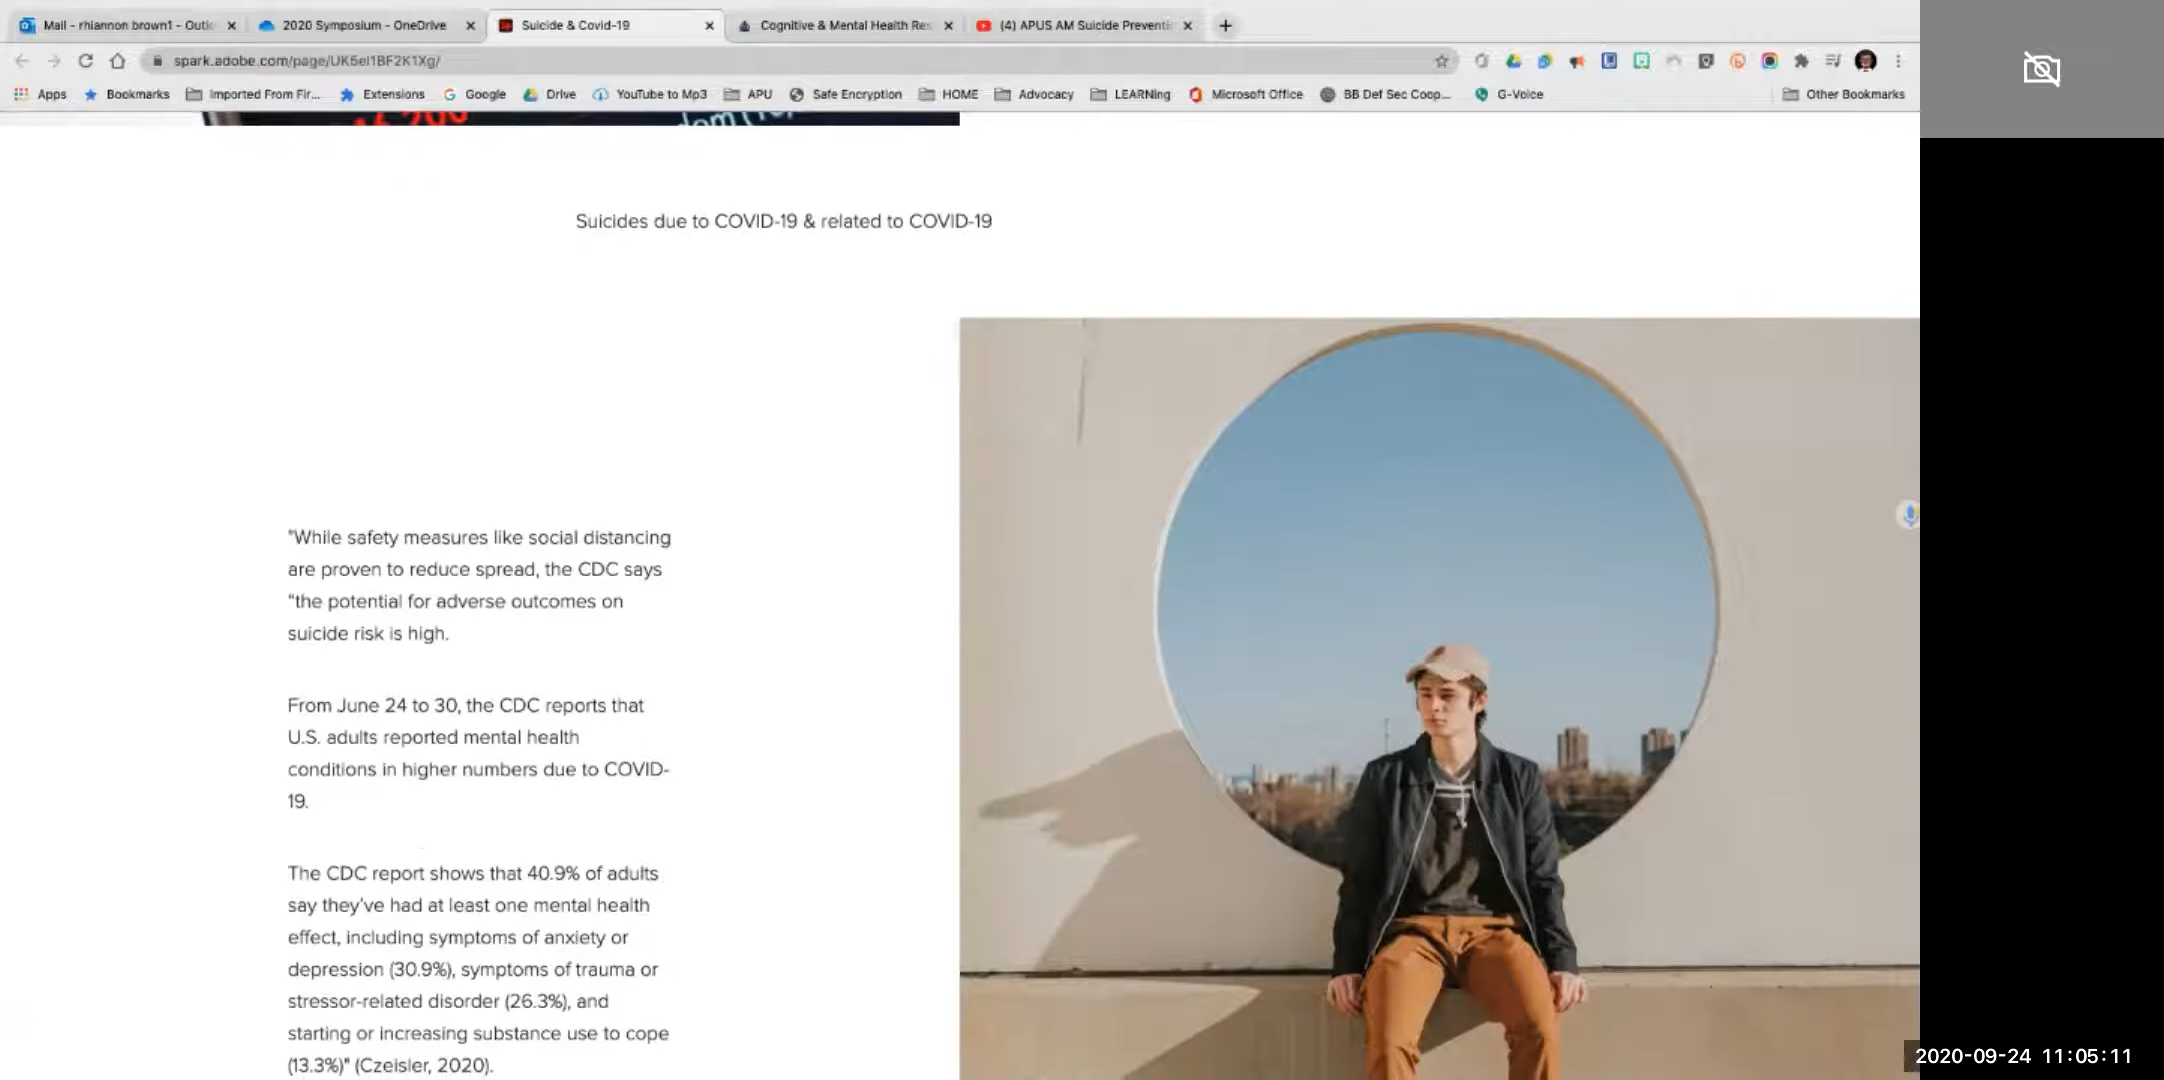 Mail - rhiannon brown1 - Outl
2020 Symposium - OneDrive
Suicide & Covid-19
Cognitive & Mental Health Res
(4) APUS AM Suicide Preventi
spark.adobe.com/page/UK5el1BF2K1Xg/
Apps
Bookmarks
Imported From Fir...
Extensions
Google
Drive
YouTube to Mp3
APU
Safe Encryption
HOME
Advocacy
LEARNing
Microsoft Office
BB Def Sec Coop...
G-Voice
Other Bookmarks
Suicides due to COVID-19 & related to COVID-19
"While safety measures like social distancing
are proven to reduce spread, the CDC says
"the potential for adverse outcomes on
suicide risk is high.
From June 24 to 30, the CDC reports that
U.S. adults reported mental health
conditions in higher numbers due to COVID-
19.
The CDC report shows that 40.9% of adults
say they've had at least one mental health
effect, including symptoms of anxiety or
depression (30.9%), symptoms of trauma or
stressor-related disorder (26.3%), and
starting or increasing substance use to cope
(13.3%)" (Czeisler, 2020).
2020-09-24 11:05:11